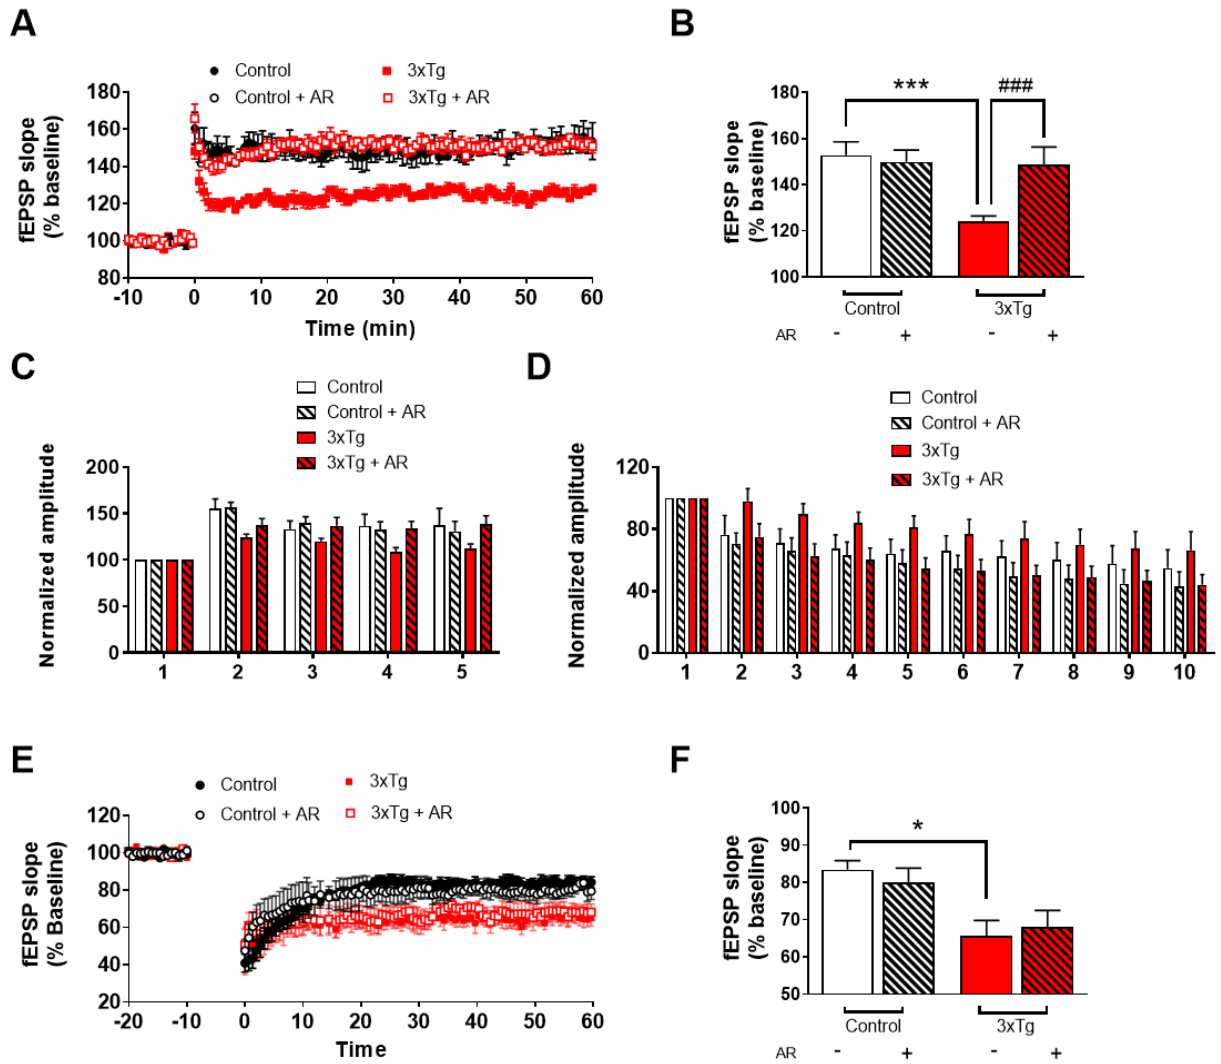 A
Control
3xTg
Control + AR
3xTg + AR
fEPSP slope
(% baseline)
180
160
140
120
100
80
-10 0 10 20 30 40 50 60
Time (min)
B
*** ###
fEPSP slope
(% baseline)
180
160
140
120
100
Control 3xTg
AR - + - +
C
Control
Control + AR
3xTg
3xTg + AR
Normalized amplitude
200
150
100
50
0
1 2 3 4 5
D
Control
Control + AR
3xTg
3xTg + AR
Normalized amplitude
120
80
40
0
1 2 3 4 5 6 7 8 9 10
E
Control
3xTg
Control + AR
3xTg + AR
fEPSP slope
(% Baseline)
120
100
80
60
40
20
-20 -10 0 10 20 30 40 50 60
Time
F
*
fEPSP slope
(% baseline)
100
90
80
70
60
50
Control 3xTg
AR - + - +